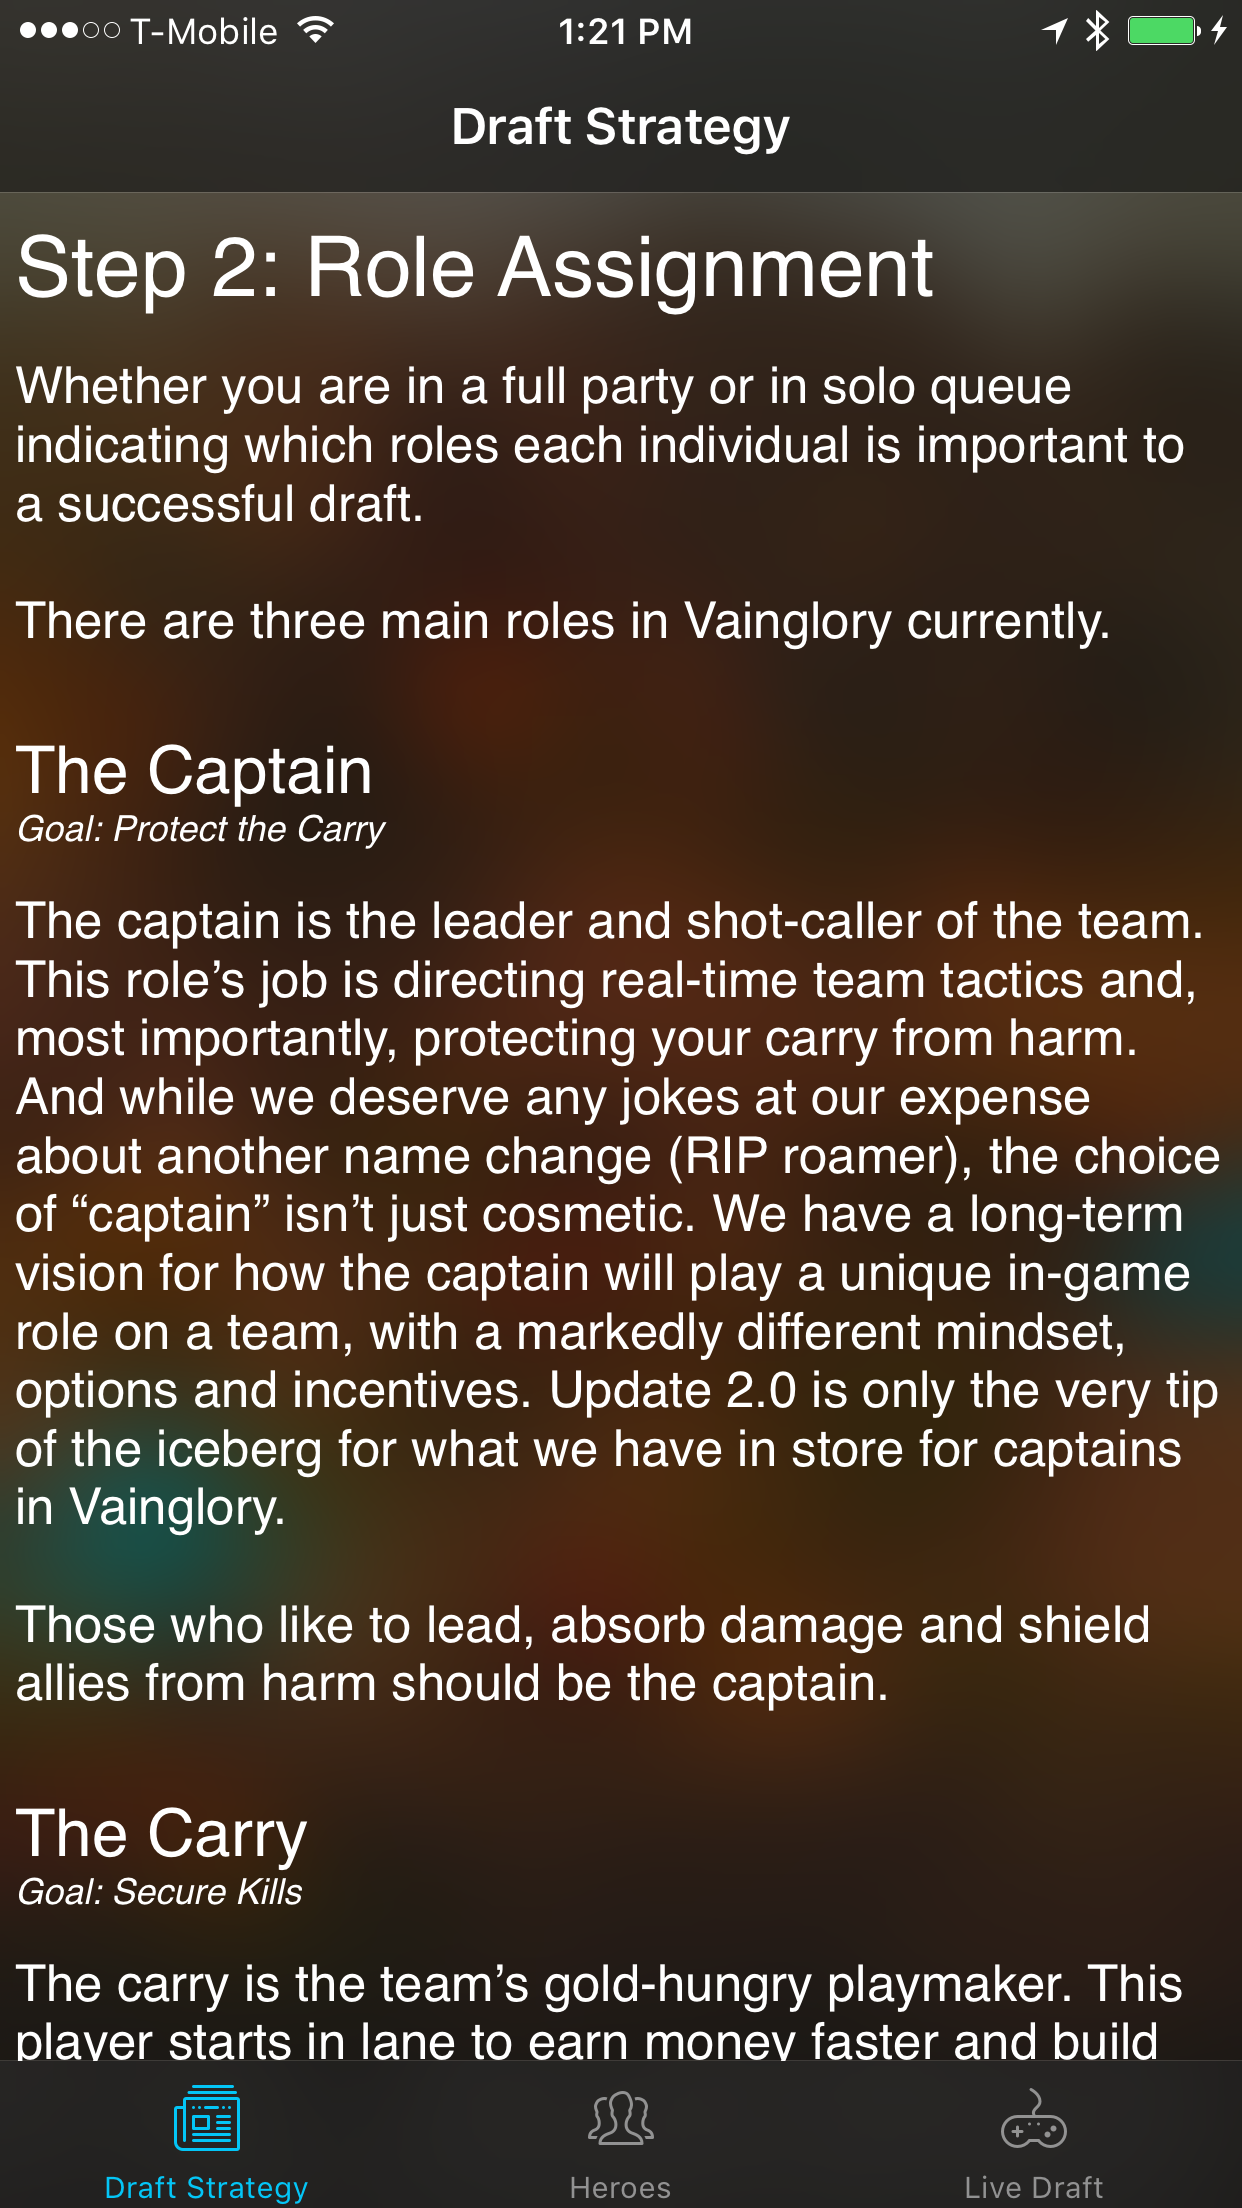 T-Mobile 1:21 PM
Draft Strategy
Step 2: Role Assignment
Whether you are in a full party or in solo queue
indicating which roles each individual is important to
a successful draft.
There are three main roles in Vainglory currently.
The Captain
Goal: Protect the Carry
The captain is the leader and shot-caller of the team.
This role’s job is directing real-time team tactics and,
most importantly, protecting your carry from harm.
And while we deserve any jokes at our expense
about another name change (RIP roamer), the choice
of “captain” isn’t just cosmetic. We have a long-term
vision for how the captain will play a unique in-game
role on a team, with a markedly different mindset,
options and incentives. Update 2.0 is only the very tip
of the iceberg for what we have in store for captains
in Vainglory.
Those who like to lead, absorb damage and shield
allies from harm should be the captain.
The Carry
Goal: Secure Kills
The carry is the team’s gold-hungry playmaker. This
player starts in lane to earn money faster and build
Draft Strategy Heroes Live Draft